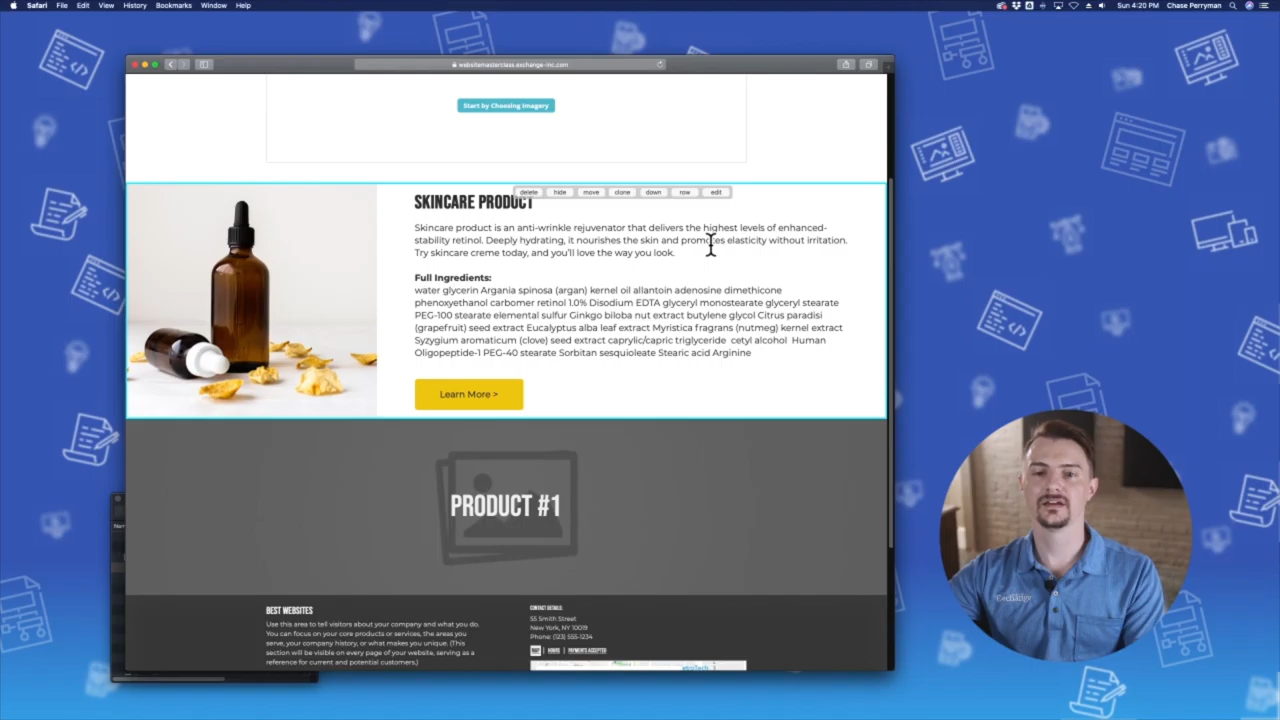 Safari File Edit View History Bookmarks Window Help Sun 4:20 PM Chase Perryman
websitemasterclass.exchange-inc.com
Start by Choosing Imagery
delete hide move clone down row edit
SKINCARE PRODUCT
Skincare product is an anti-wrinkle rejuvenator that delivers the highest levels of enhanced-
stability retinol. Deeply hydrating, it nourishes the skin and promotes elasticity without irritation.
Try skincare creme today, and you'll love the way you look.
Full Ingredients:
water glycerin Argania spinosa (argan) kernel oil allantoin adenosine dimethicone
phenoxyethanol carbomer retinol 1.0% Disodium EDTA glyceryl monostearate glyceryl stearate
PEG-100 stearate elemental sulfur Ginkgo biloba nut extract butylene glycol Citrus paradisi
(grapefruit) seed extract Eucalyptus alba leaf extract Myristica fragrans (nutmeg) kernel extract
Syzygium aromaticum (clove) seed extract caprylic/capric triglyceride cetyl alcohol Human
Oligopeptide-1 PEG-40 stearate Sorbitan sesquioleate Stearic acid Arginine
Learn More >
PRODUCT #1
BEST WEBSITES
Use this area to tell visitors about your company and what you do.
You can focus on your core products or services, the areas you
serve, your company history, or what makes you unique. (This
section will be visible on every page of your website, serving as a
reference for current and potential customers.)
CONTACT DETAILS:
55 Smith Street
New York, NY 10019
Phone: (123) 555-1234
HOURS | PAYMENTS ACCEPTED
Exchange